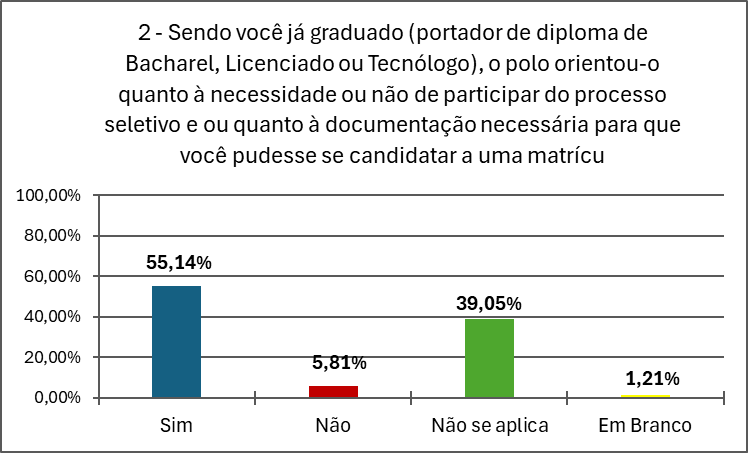 2 - Sendo você já graduado (portador de diploma de
Bacharel, Licenciado ou Tecnólogo), o polo orientou-o
quanto à necessidade ou não de participar do processo
seletivo e ou quanto à documentação necessária para que
você pudesse se candidatar a uma matrícu
100,00%
80,00%
60,00%
40,00%
20,00%
0,00%
55,14%
5,81%
39,05%
1,21%
Sim
Não
Não se aplica
Em Branco